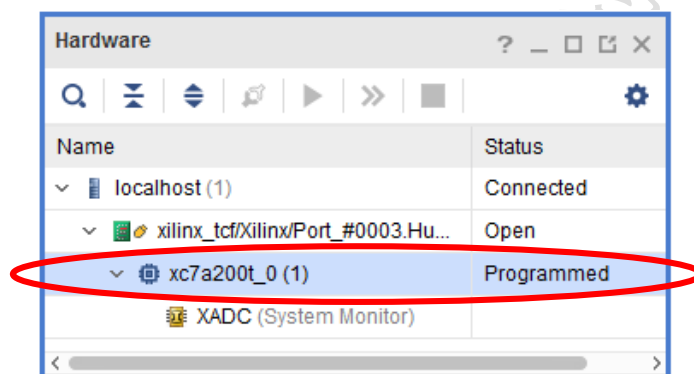 Hardware ? _ □
Name Status
localhost (1) Connected
xilinx_tcf/Xilinx/Port_#0003.Hu... Open
xc7a200t_0 (1) Programmed
XADC (System Monitor)